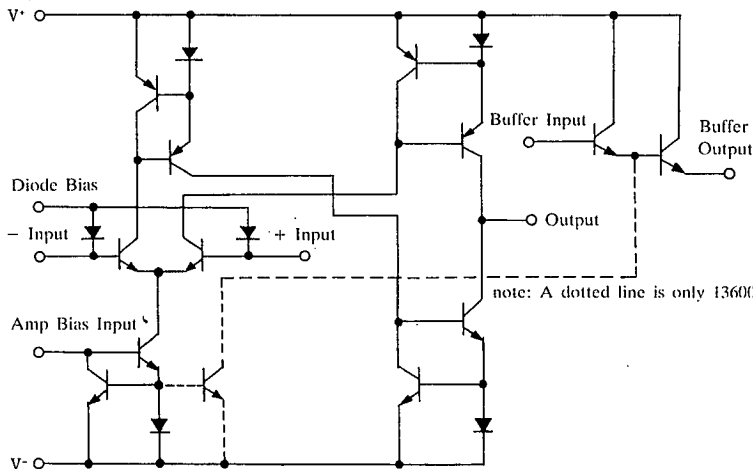 V+
Buffer Input
Buffer
Output
Diode Bias
− Input
+ Input
Output
note: A dotted line is only 13600
Amp Bias Input
V-